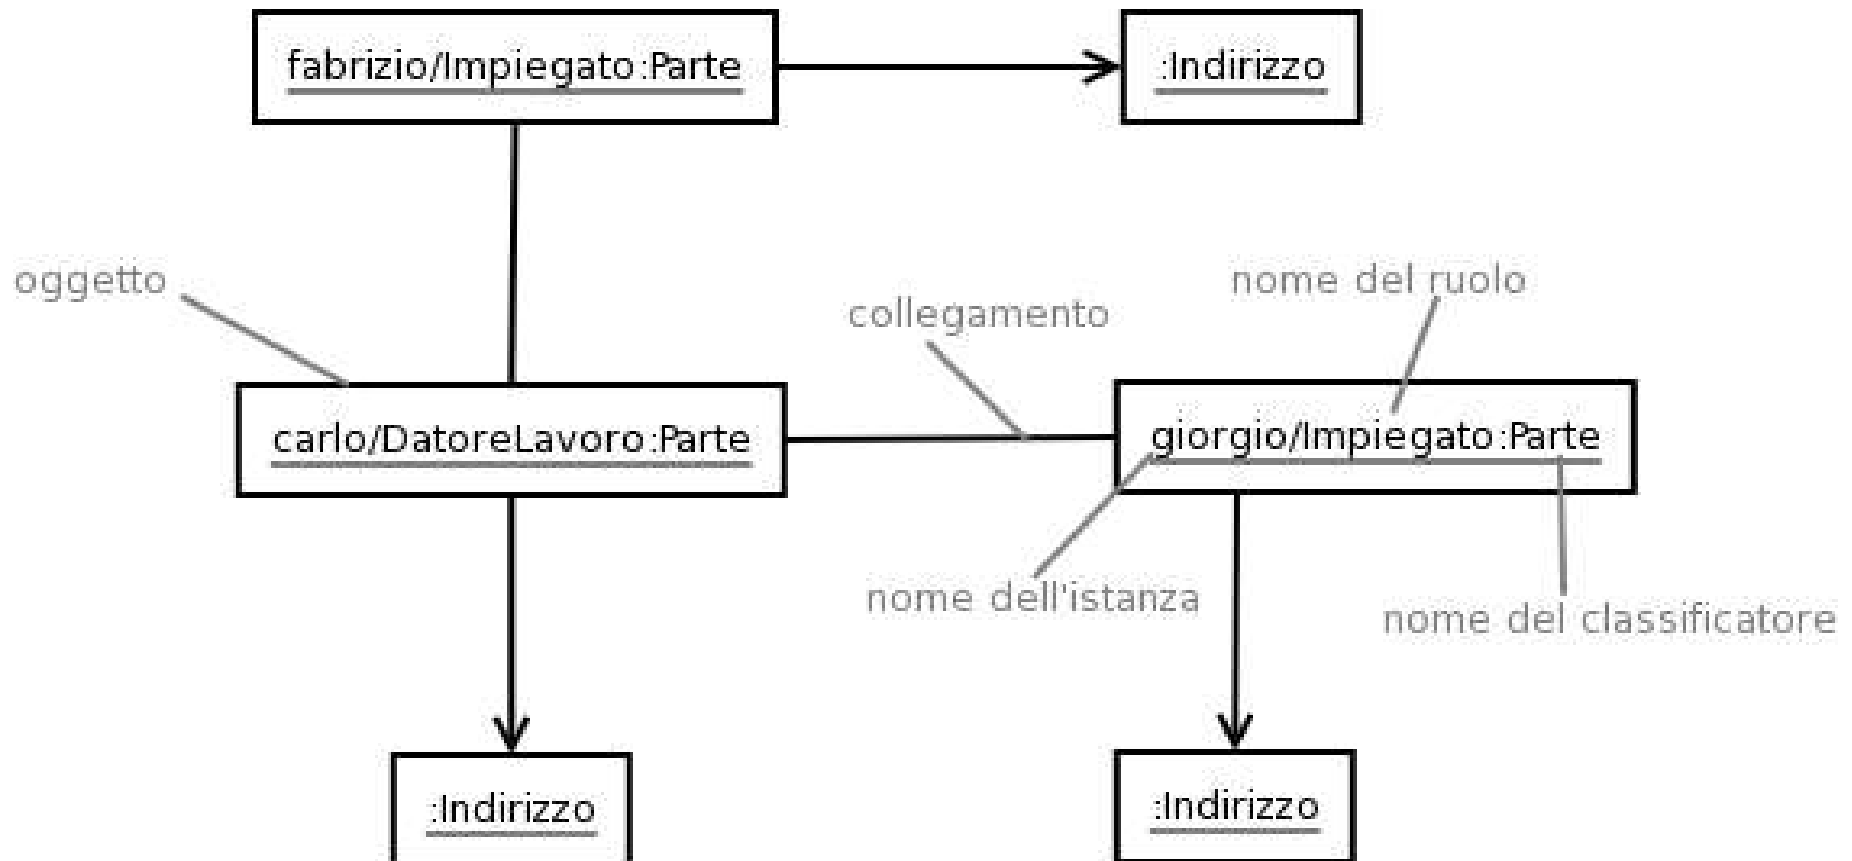 fabrizio/Impiegato:Parte
:Indirizzo
oggetto
nome del ruolo
collegamento
carlo/DatoreLavoro:Parte
giorgio/Impiegato:Parte
nome dell'istanza
nome del classificatore
:Indirizzo
:Indirizzo